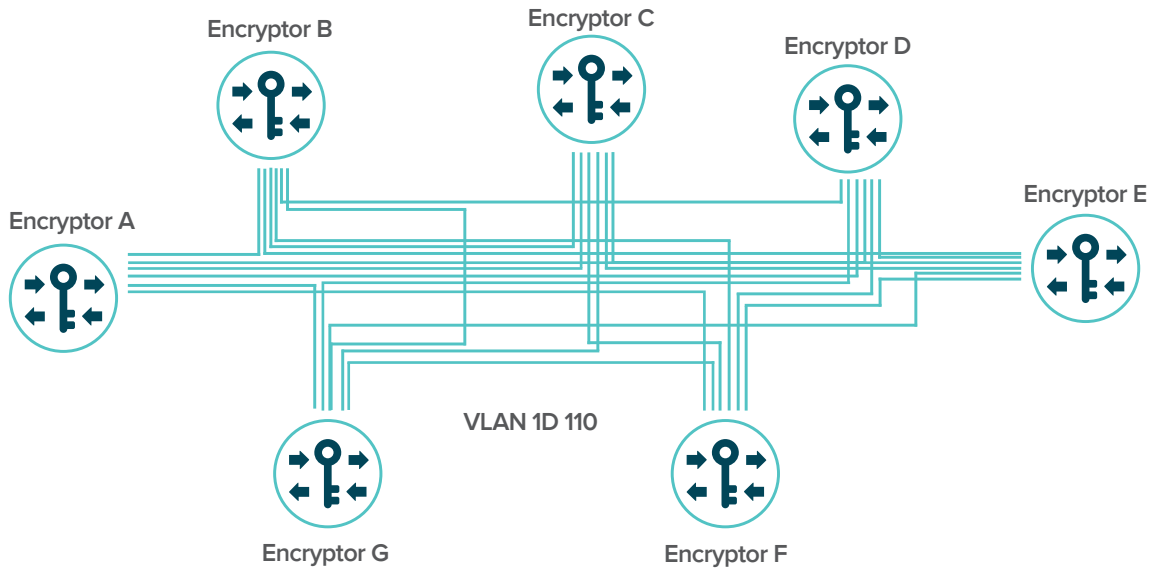 Encryptor B
Encryptor C
Encryptor D
Encryptor A
Encryptor E
VLAN 1D 110
Encryptor G
Encryptor F